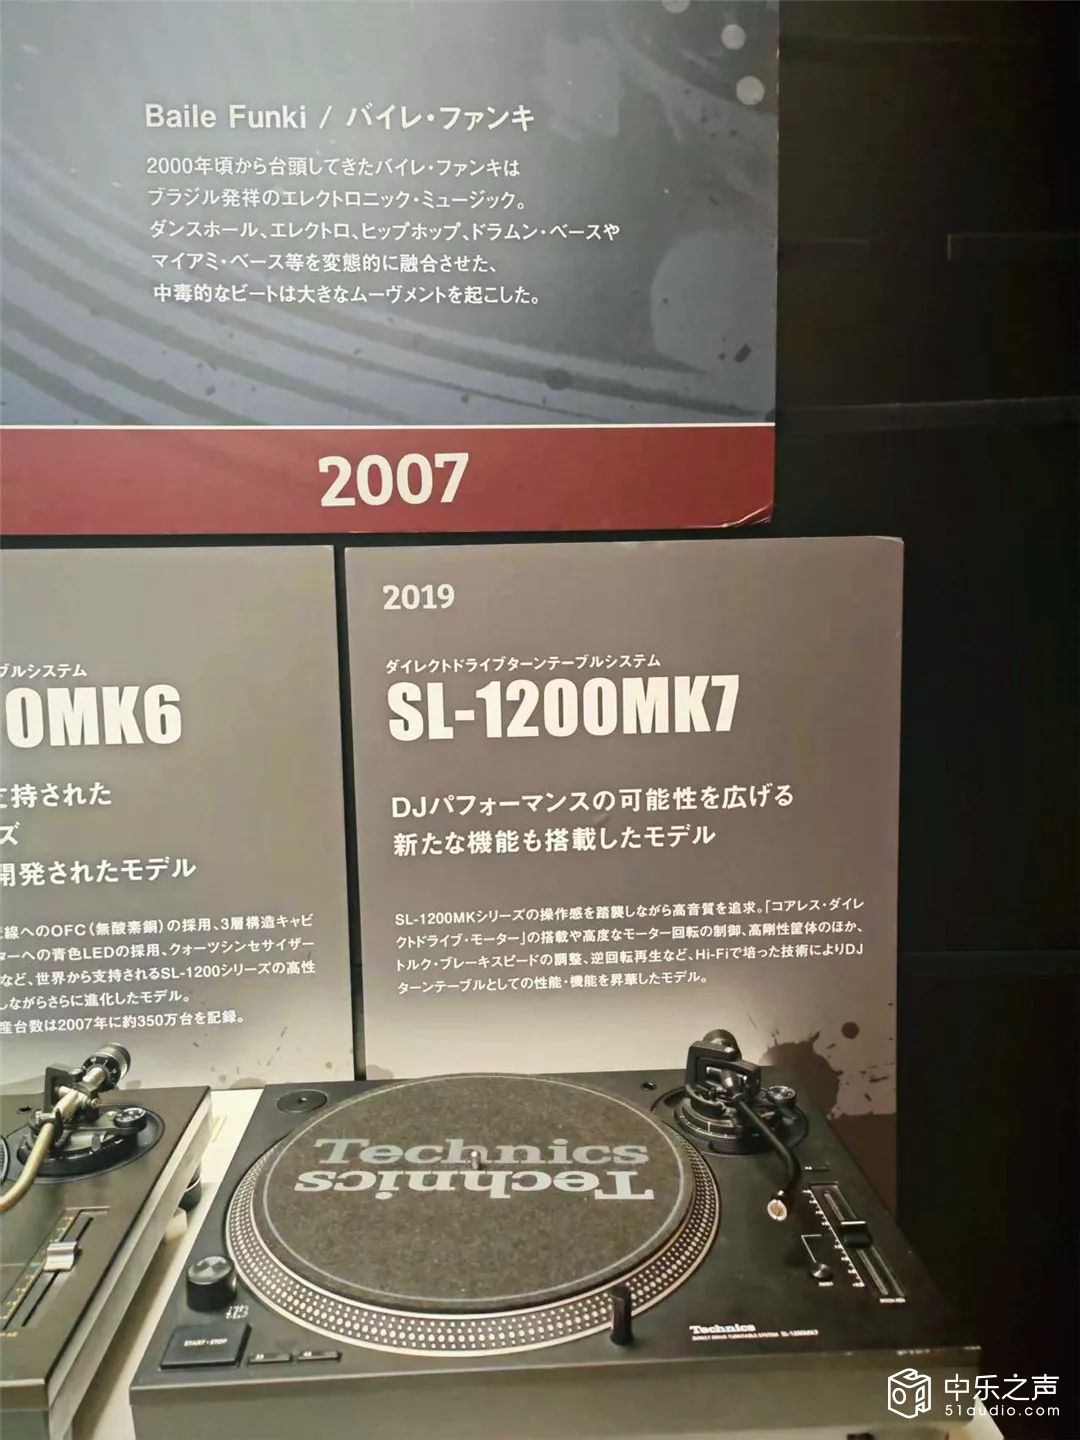 Baile Funki / バイレ・ファンキ
2000年頃から台頭してきたバイレ・ファンキは
ブラジル発祥のエレクトロニック・ミュージック。
ダンスホール、エレクトロ、ヒップホップ、ドラムン・ベースや
マイアミ・ベース等を変態的に融合させた、
中毒的なビートは大きなムーヴメントを起こした。
2007
ブルシステム
0MK6
支持された
ズ
開発されたモデル
線へのOFC（無酸素銅）の採用、3層構造キャビ
ターへの青色LEDの採用、クォーツシンセサイザー
など、世界から支持されるSL-1200シリーズの高性
しながらさらに進化したモデル。
産台数は2007年に約350万台を記録。
2019
ダイレクトドライブターンテーブルシステム
SL-1200MK7
DJパフォーマンスの可能性を広げる
新たな機能も搭載したモデル
SL-1200MKシリーズの操作感を踏襲しながら高音質を追求。「コアレス・ダイレ
クトドライブ・モーター」の搭載や高度なモーター回転の制御、高剛性筐体のほか、
トルク・ブレーキスピードの調整、逆回転再生など、Hi-Fiで培った技術によりDJ
ターンテーブルとしての性能・機能を昇華したモデル。
Technics
Technics
START・STOP
33
45
Technics
DIRECT DRIVE TURNTABLE SYSTEM SL-1200MK7
中乐之声
51audio.com